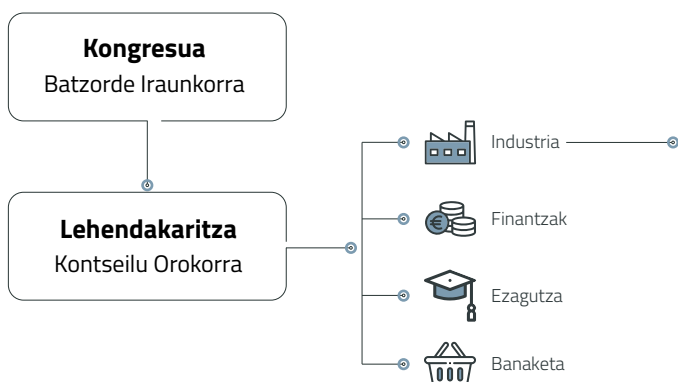 Kongresua
Batzorde Iraunkorra
Lehendakaritza
Kontseilu Orokorra
Industria
Finantzak
Ezagutza
Banaketa